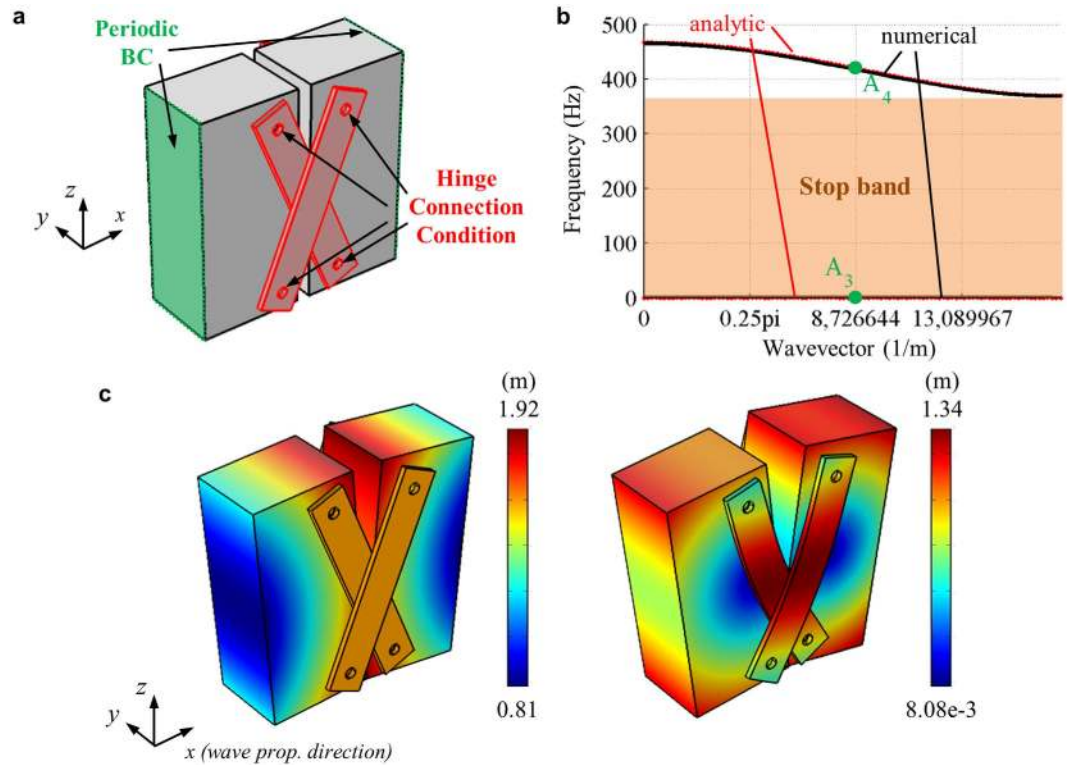 a
Periodic
BC
Hinge
Connection
Condition
z
y
x
b
500
400
300
200
100
0
Frequency (Hz)
analytic
numerical
A4
Stop band
A3
0
0.25pi
8,726644
13,089967
Wavevector (1/m)
c
(m)
1.92
0.81
(m)
1.34
8.08e-3
z
y
x (wave prop. direction)